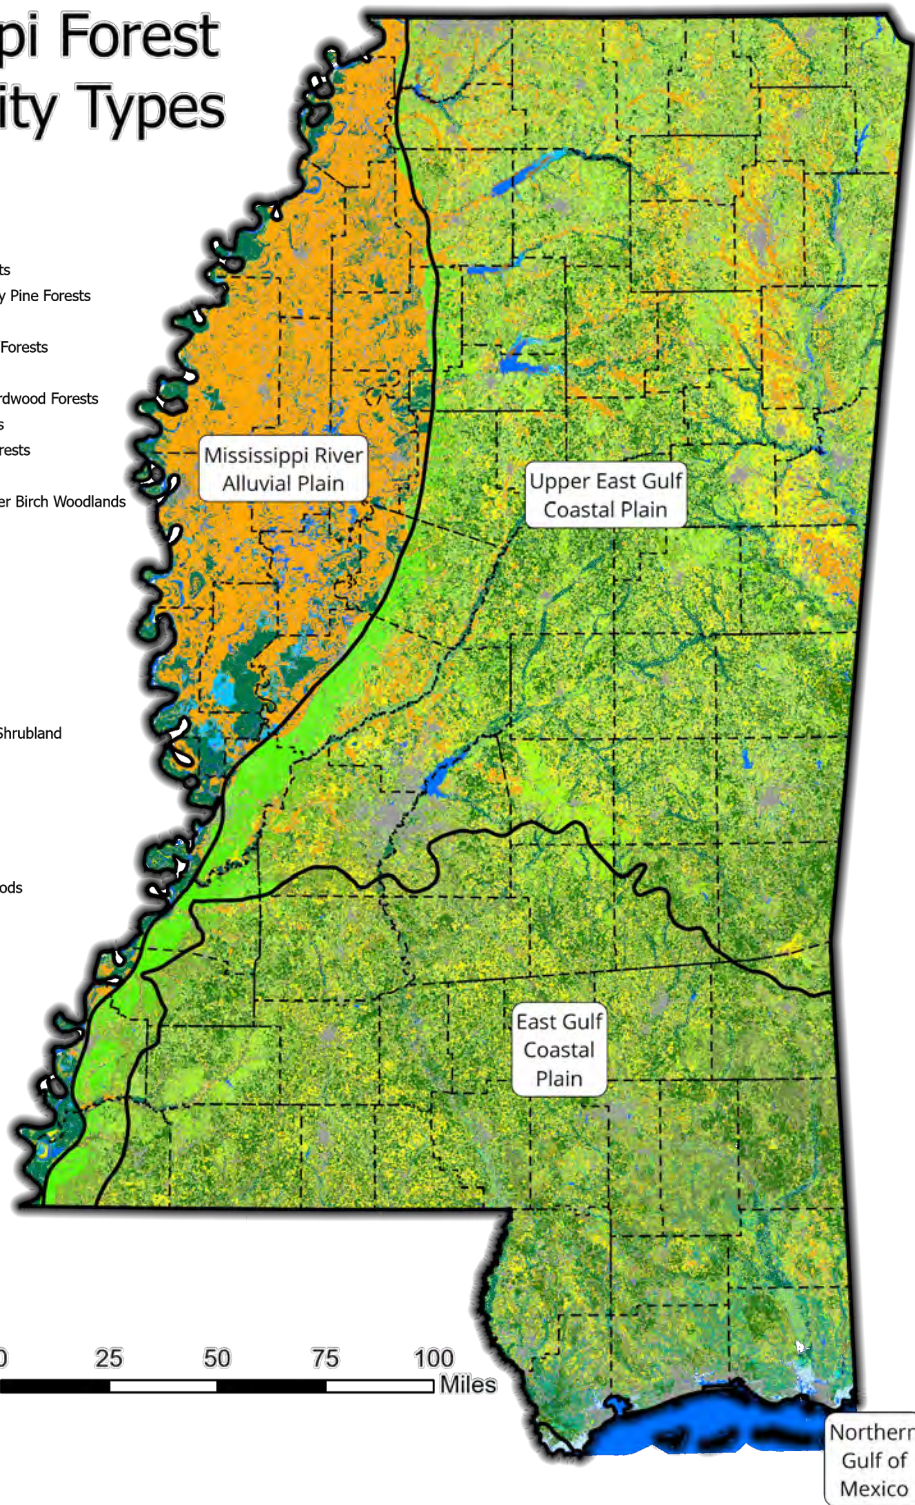 pi Forest
ity Types
ts
y Pine Forests
Forests
rdwood Forests
s
rests
er Birch Woodlands
Shrubland
ods
Mississippi River
Alluvial Plain
Upper East Gulf
Coastal Plain
East Gulf
Coastal
Plain
0 25 50 75 100
Miles
Northern
Gulf of
Mexico